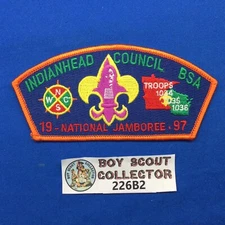 INDIANHEAD COUNCIL BSA
N
W S
C
TROOPS
1034
1035
1036
'19 - NATIONAL JAMBOREE - 97
BOY SCOUT
COLLECTOR
226B2